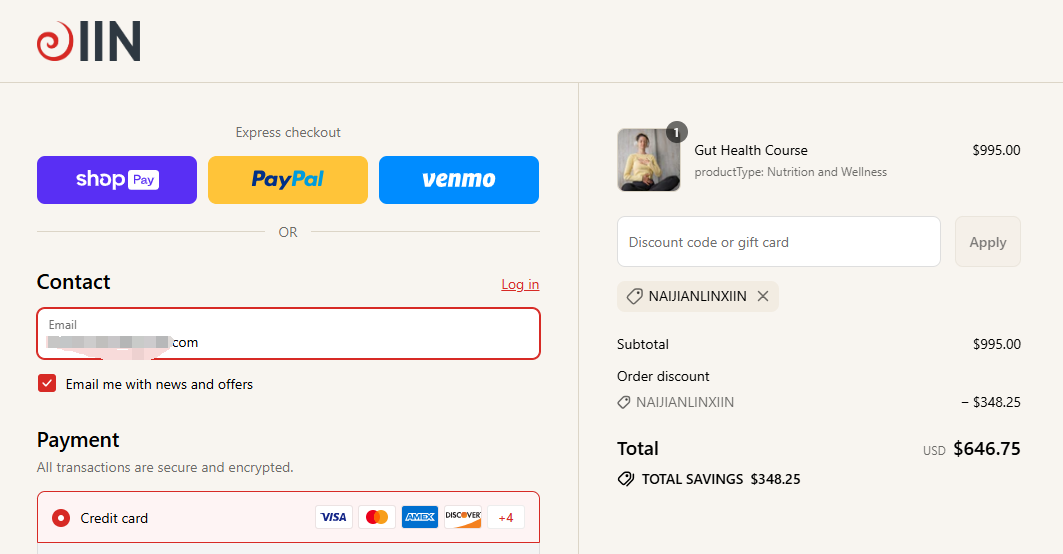 IIN
Express checkout
shop Pay
PayPal
venmo
OR
Contact
Log in
Email
com
Email me with news and offers
Payment
All transactions are secure and encrypted.
Credit card
VISA
AMEX
DISCOVER
+4
1
Gut Health Course
$995.00
productType: Nutrition and Wellness
Discount code or gift card
Apply
NAIJIANLINXIIN
Subtotal
$995.00
Order discount
NAIJIANLINXIIN
− $348.25
Total
USD $646.75
TOTAL SAVINGS $348.25